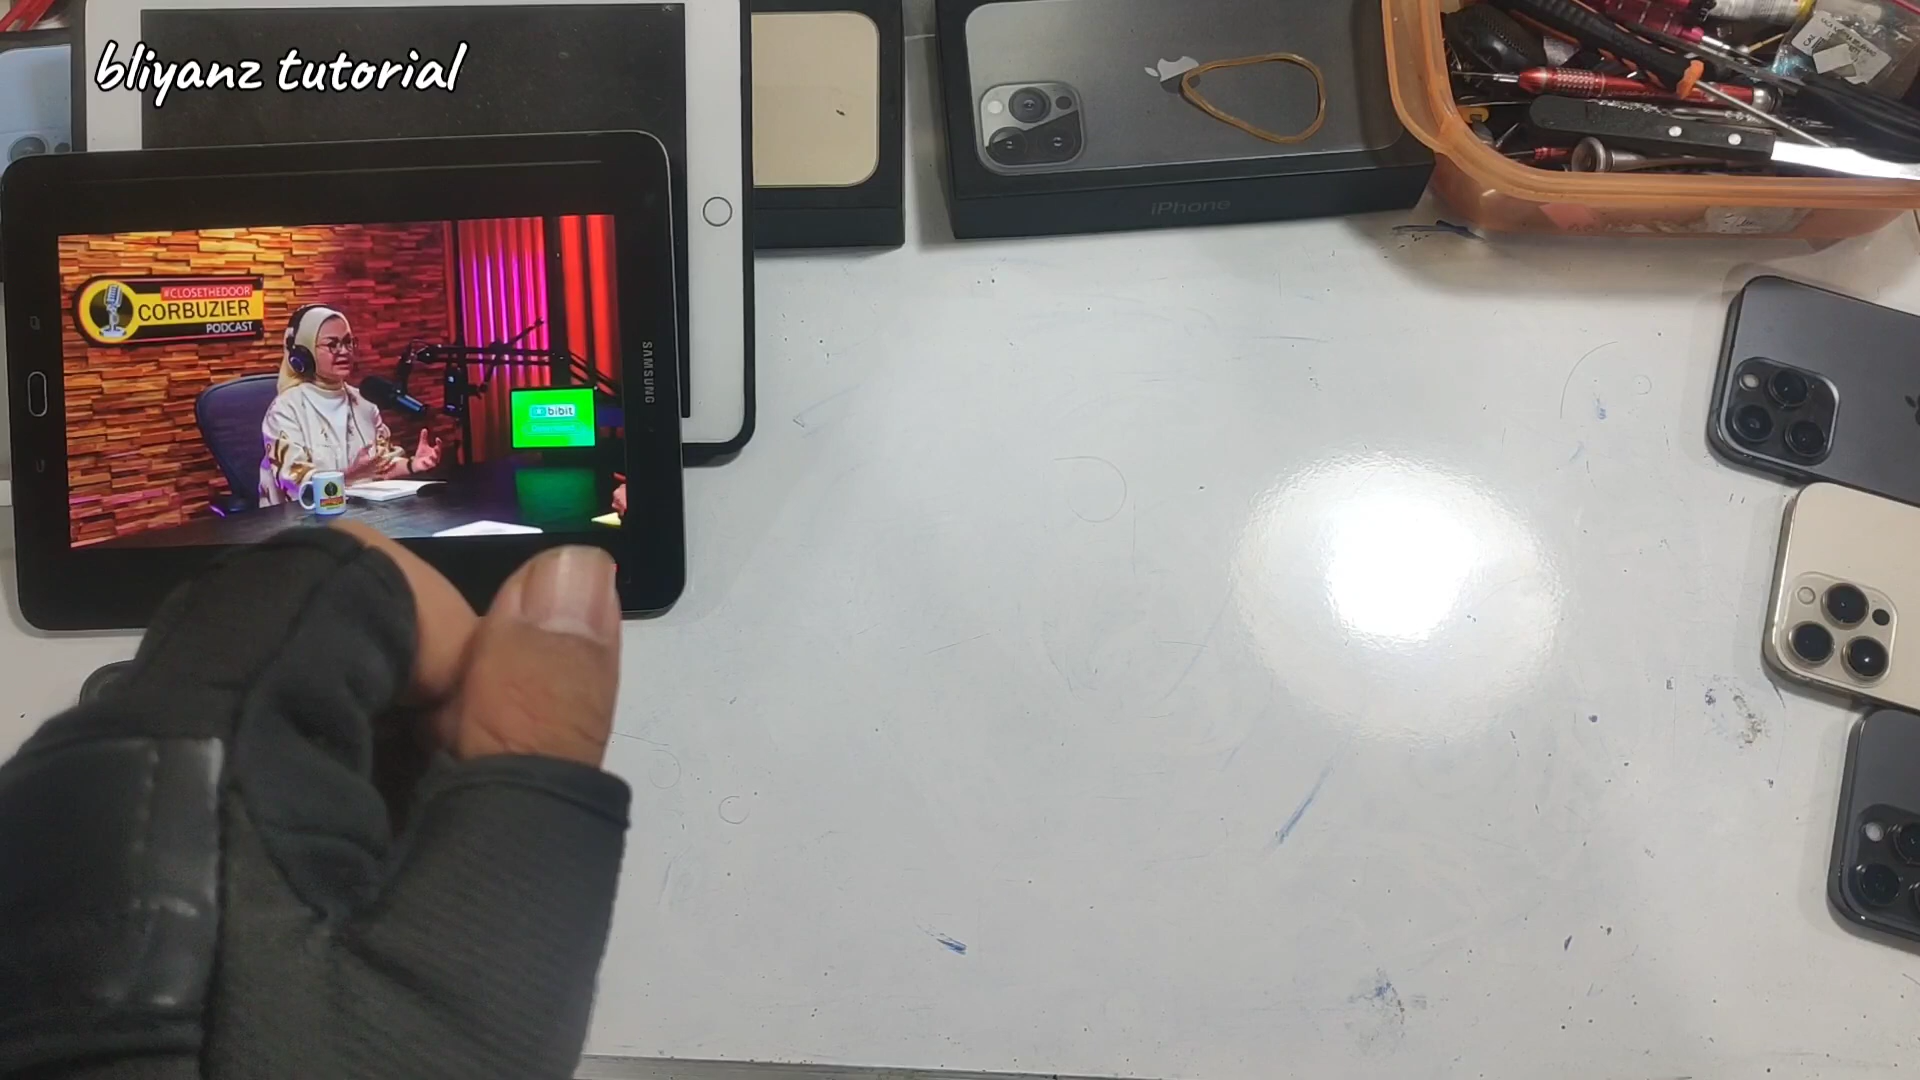 bliyanz tutorial
#CLOSETHEDOOR
CORBUZIER
PODCAST
SAMSUNG
bibit
iPhone